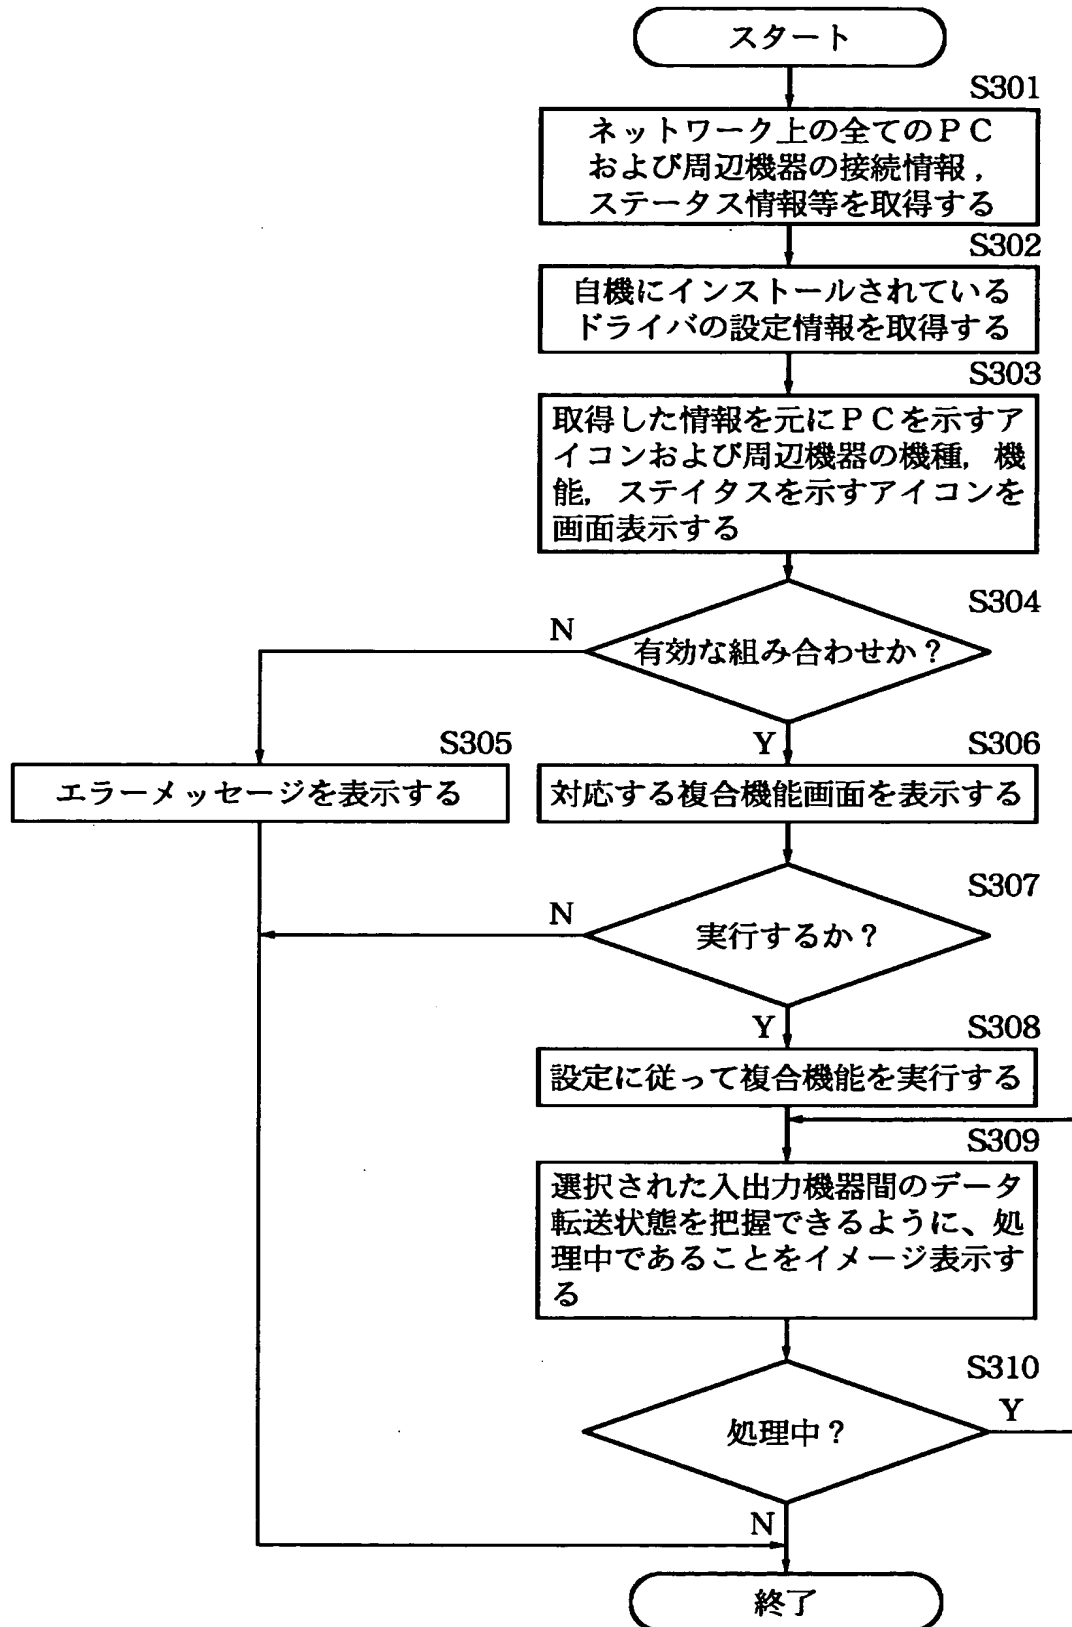 スタート
S301
ネットワーク上の全てのＰＣ
および周辺機器の接続情報，
ステータス情報等を取得する
S302
自機にインストールされている
ドライバの設定情報を取得する
S303
取得した情報を元にＰＣを示すア
イコンおよび周辺機器の機種，機
能，ステイタスを示すアイコンを
画面表示する
S304
有効な組み合わせか？
N
Y
S305
エラーメッセージを表示する
S306
対応する複合機能画面を表示する
S307
実行するか？
N
Y
S308
設定に従って複合機能を実行する
S309
選択された入出力機器間のデータ
転送状態を把握できるように、処
理中であることをイメージ表示す
る
S310
処理中？
Y
N
終了